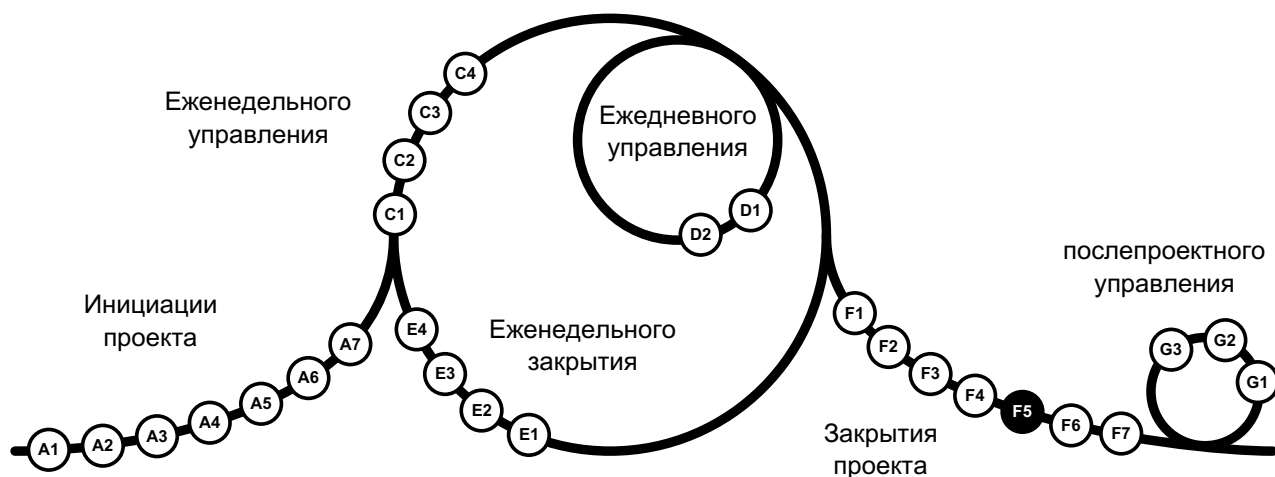 Еженедельного
управления
Ежедневного
управления
послепроектного
управления
Инициации
проекта
Еженедельного
закрытия
Закрытия
проекта
A1
A2
A3
A4
A5
A6
A7
C1
C2
C3
C4
D1
D2
E1
E2
E3
E4
F1
F2
F3
F4
F5
F6
F7
G1
G2
G3